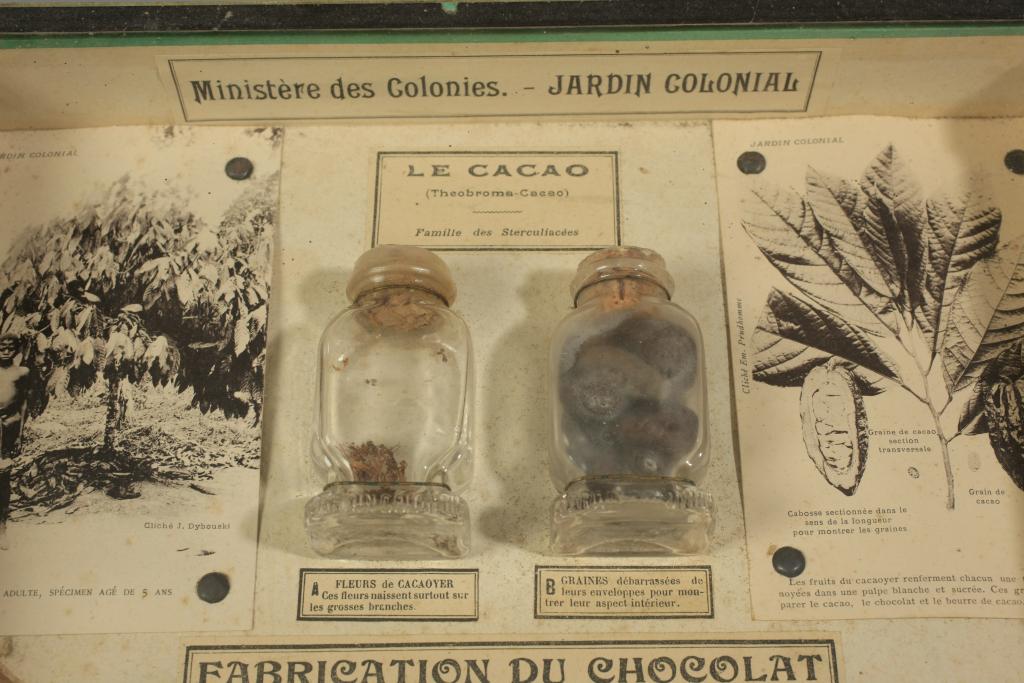 Ministère des Colonies. - JARDIN COLONIAL
JARDIN COLONIAL
LE CACAO
(Theobroma-Cacao)
Famille des Sterculiacées
JARDIN COLONIAL
Cliché Em. Prudhomme
Graine de cacao
section
transversale
Grain de
cacao
Cabosse sectionnée dans le
sens de la longueur
pour montrer les graines
Cliché J. Dybowski
ADULTE, SPÉCIMEN AGÉ DE 5 ANS
A FLEURS de CACAOYER
Ces fleurs naissent surtout sur
les grosses branches.
B GRAINES débarrassées de
leurs enveloppes pour mon-
trer leur aspect intérieur.
Les fruits du cacaoyer renferment chacun une
noyées dans une pulpe blanche et sucrée. Ces
parer le cacao, le chocolat et le beurre de cacao
FABRICATION DU CHOCOLAT